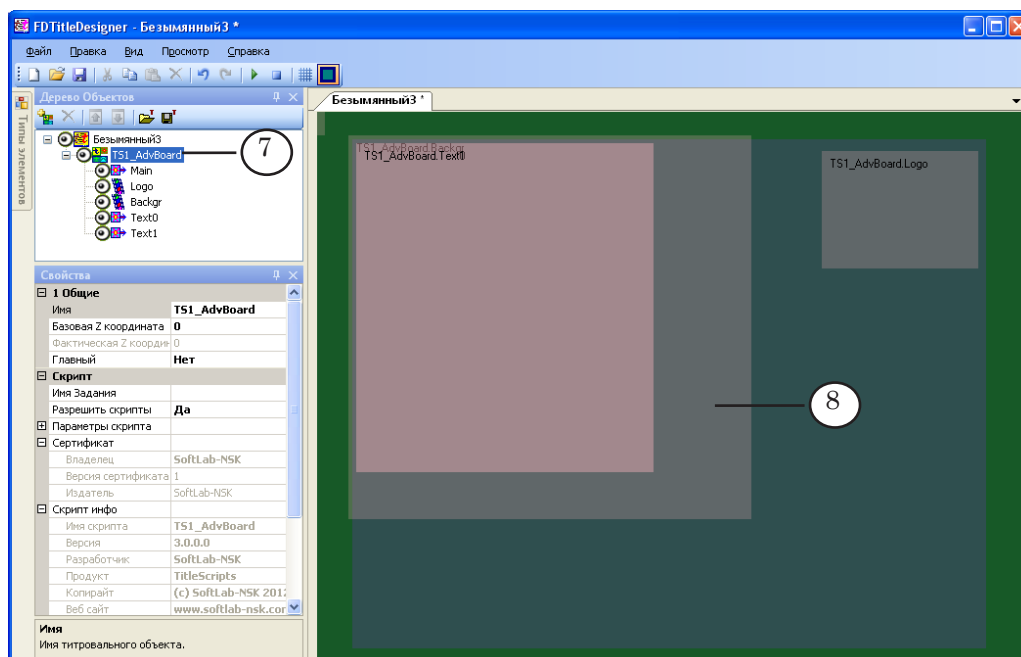 FDTitleDesigner - Безымянный3 *
Файл Правка Вид Просмотр Справка
Дерево Объектов
Безымянный3 *
Типы элементов
Безымянный3
TS1_AdvBoard
7
Main
Logo
Backgr
Text0
Text1
TS1_AdvBoard.Backgr
TS1_AdvBoard.Logo
8
Свойства
1 Общие
Имя TS1_AdvBoard
Базовая Z координата 0
Фактическая Z координ 0
Главный Нет
Скрипт
Имя Задания
Разрешить скрипты Да
Параметры скрипта
Сертификат
Владелец SoftLab-NSK
Версия сертификата 1
Издатель SoftLab-NSK
Скрипт инфо
Имя скрипта TS1_AdvBoard
Версия 3.0.0.0
Разработчик SoftLab-NSK
Продукт TitleScripts
Копирайт (c) SoftLab-NSK 2012
Веб сайт www.softlab-nsk.cor
Имя
Имя титровального объекта.